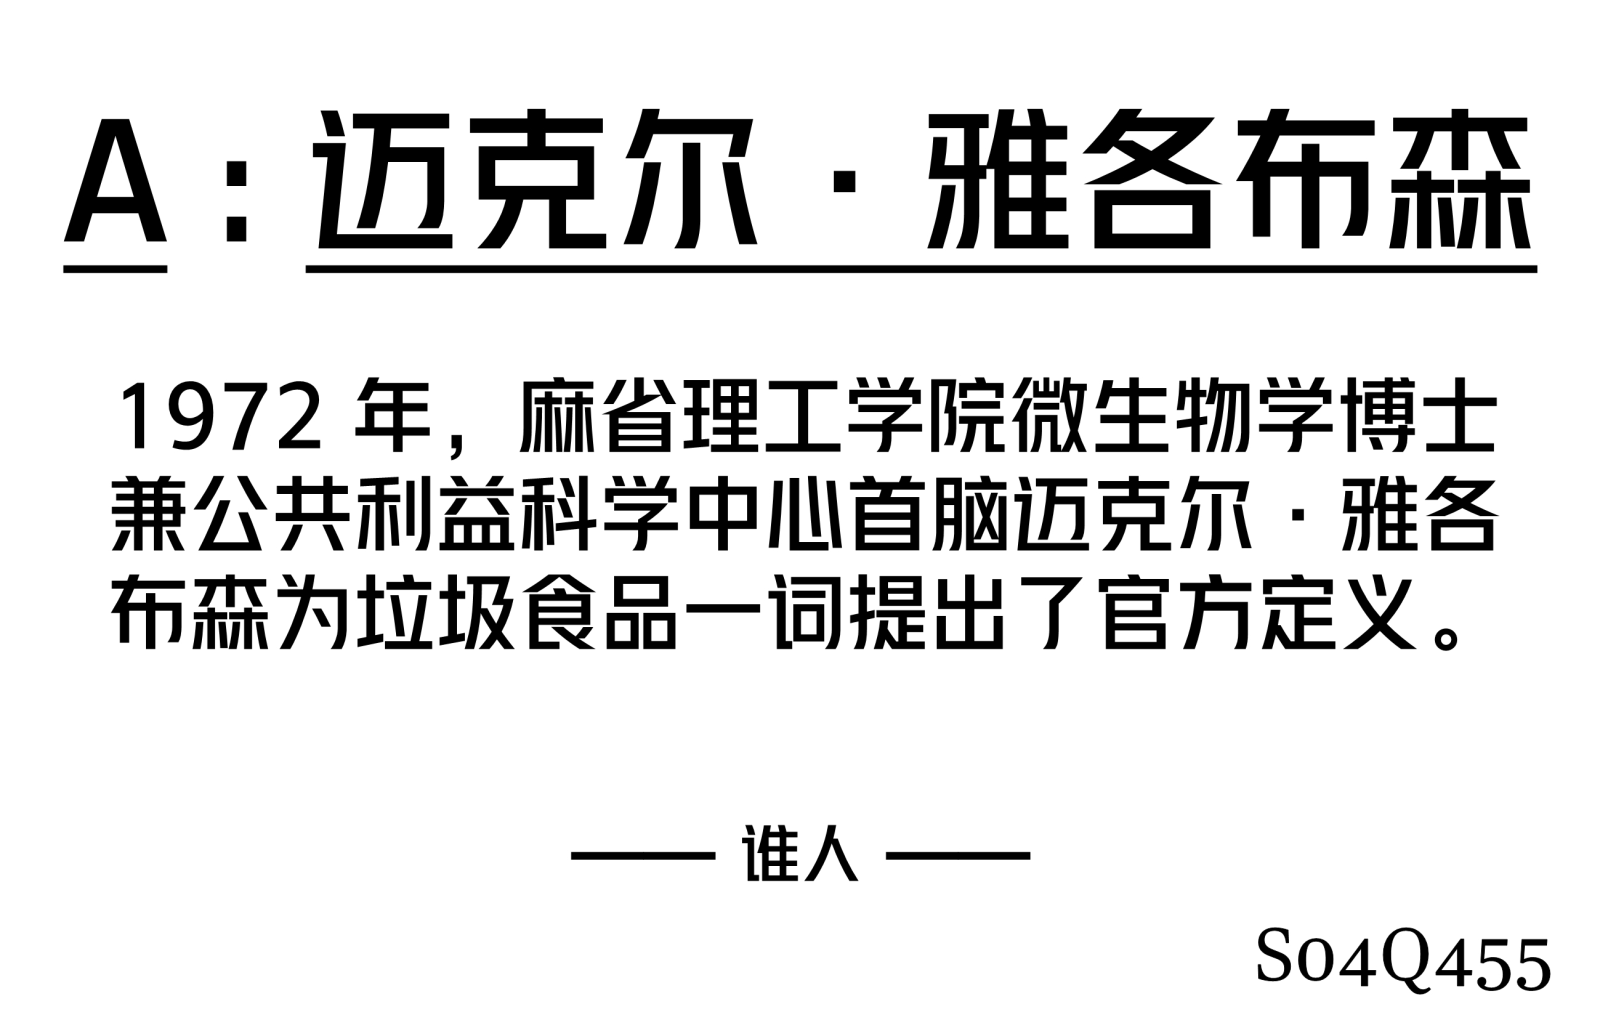 A：迈克尔·雅各布森
1972 年，麻省理工学院微生物学博士
兼公共利益科学中心首脑迈克尔·雅各
布森为垃圾食品一词提出了官方定义。
—— 谁人 ——
S04Q455